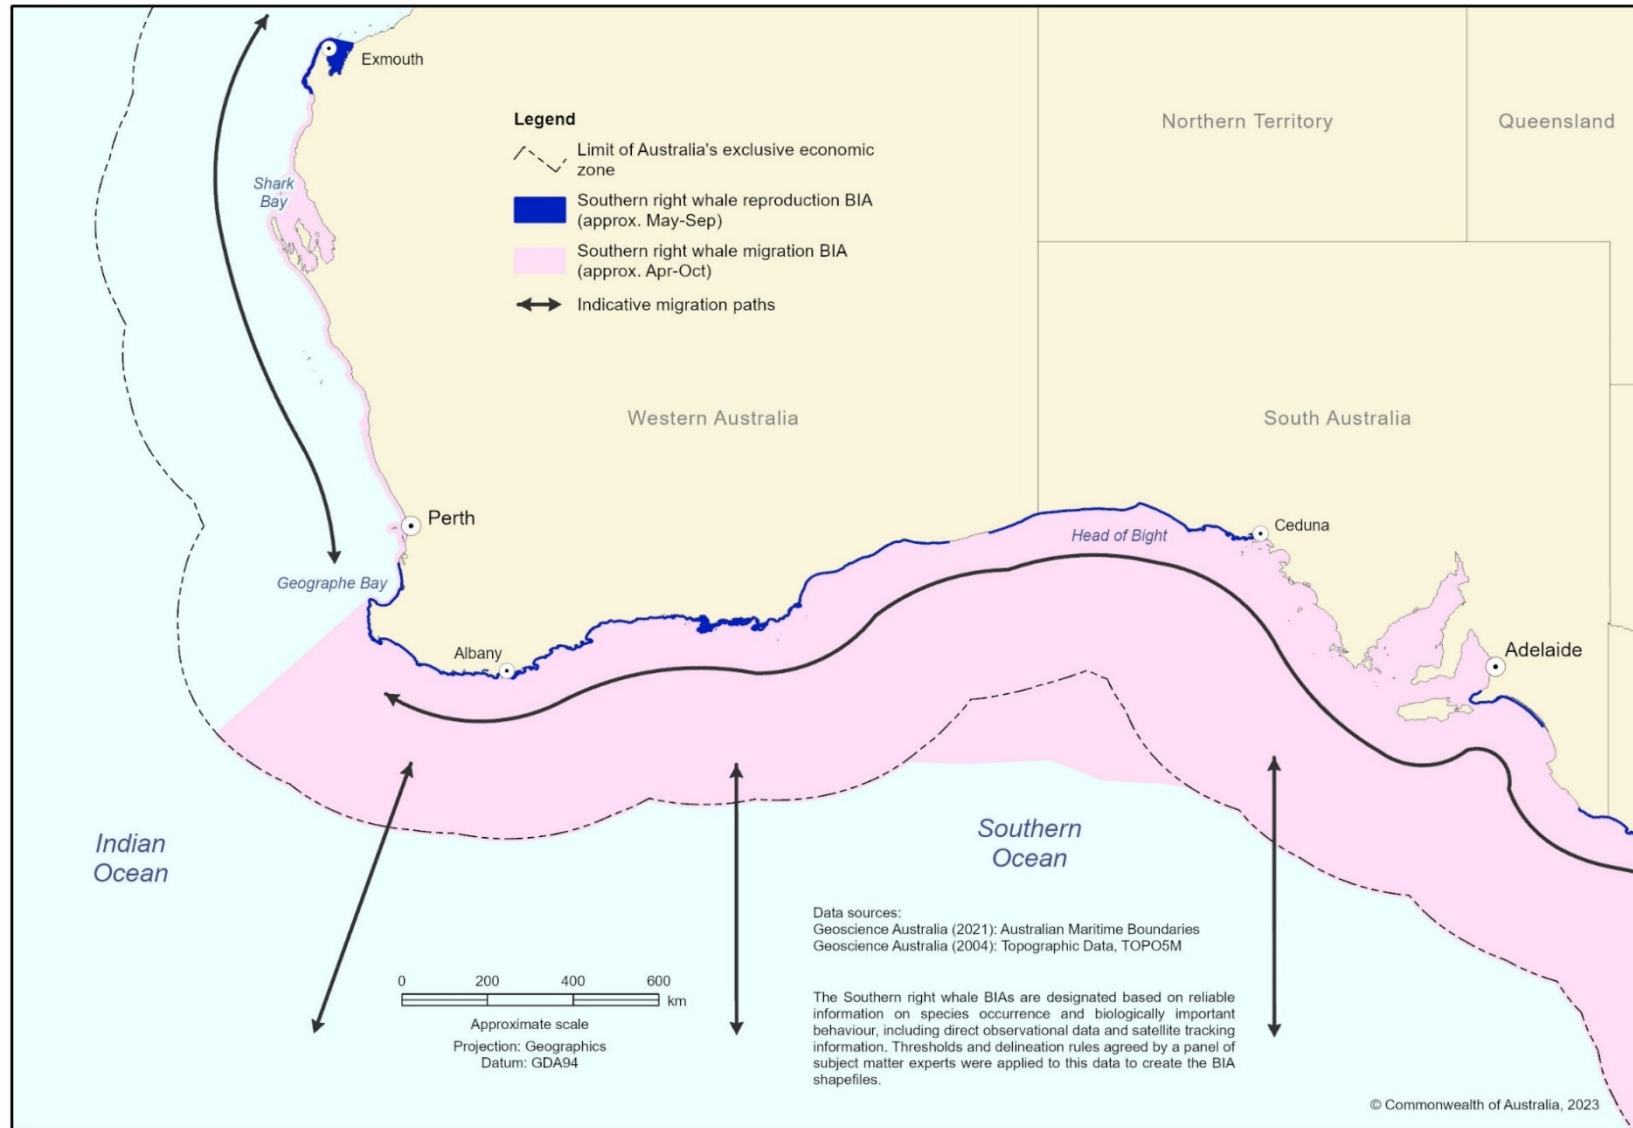 Exmouth
Legend
Limit of Australia's exclusive economic
zone
Southern right whale reproduction BIA
(approx. May-Sep)
Southern right whale migration BIA
(approx. Apr-Oct)
Indicative migration paths
Northern Territory
Queensland
Shark
Bay
Western Australia
South Australia
Perth
Head of Bight
Ceduna
Geographe Bay
Albany
Adelaide
Indian
Ocean
Southern
Ocean
Data sources:
Geoscience Australia (2021): Australian Maritime Boundaries
Geoscience Australia (2004): Topographic Data, TOPO5M
0 200 400 600
km
Approximate scale
Projection: Geographics
Datum: GDA94
The Southern right whale BIAs are designated based on reliable
information on species occurrence and biologically important
behaviour, including direct observational data and satellite tracking
information. Thresholds and delineation rules agreed by a panel of
subject matter experts were applied to this data to create the BIA
shapefiles.
© Commonwealth of Australia, 2023